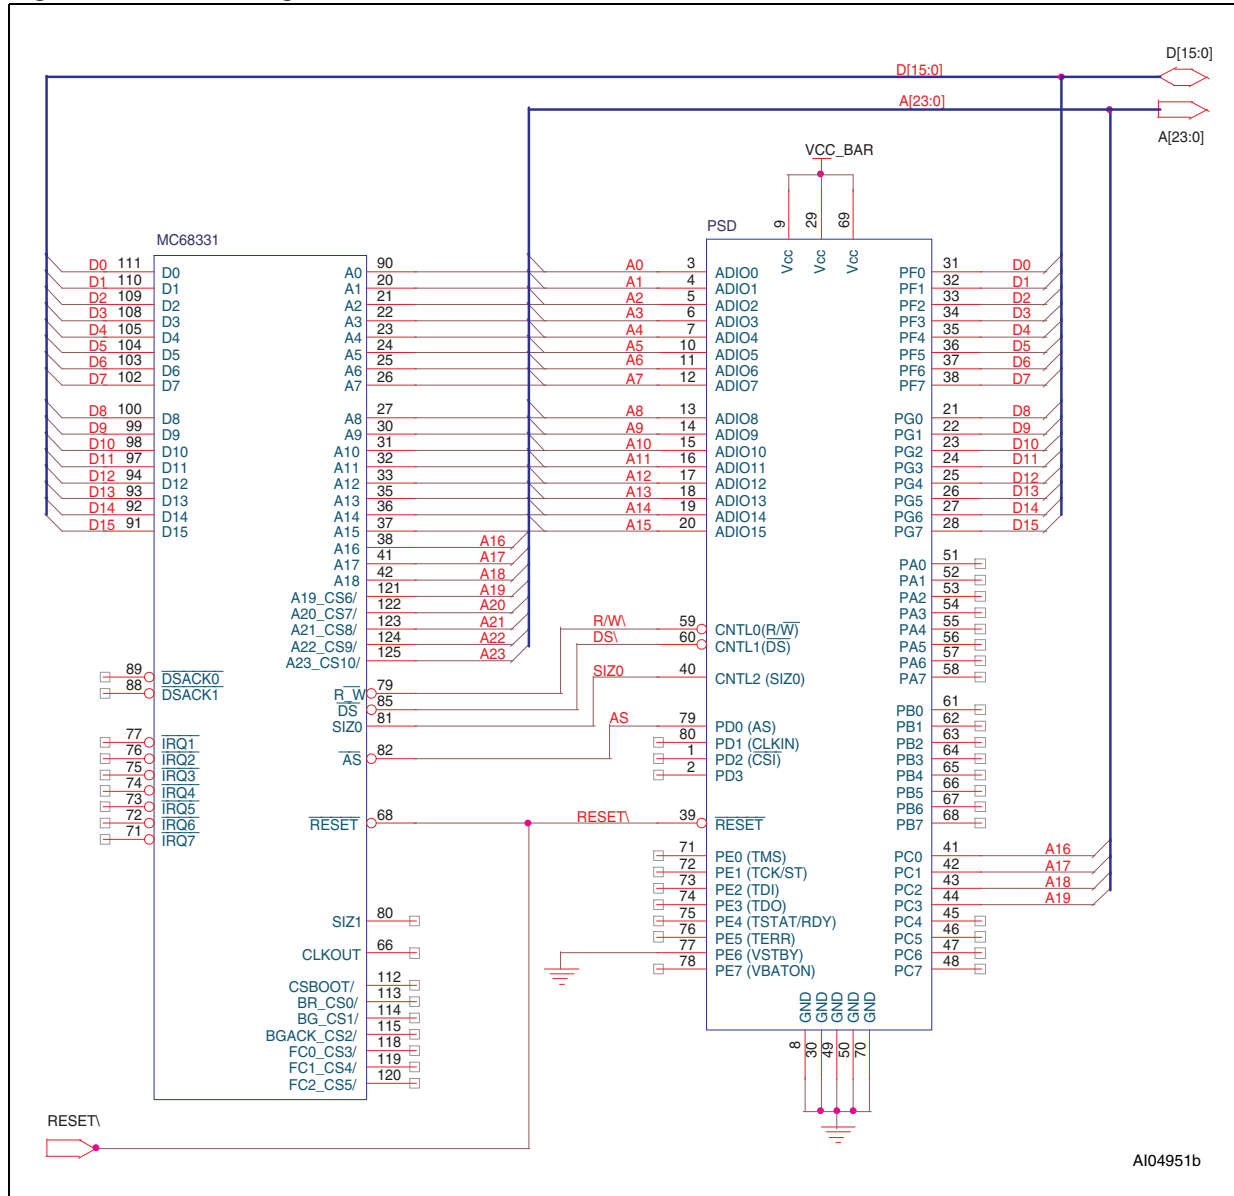 D[15:0]
D[15:0]
A[23:0]
A[23:0]
VCC_BAR
MC68331
PSD
9 29 69
Vcc Vcc Vcc
D0 111 D0 A0 90 A0 3 ADIO0 PF0 31 D0
D1 110 D1 A1 20 A1 4 ADIO1 PF1 32 D1
D2 109 D2 A2 21 A2 5 ADIO2 PF2 33 D2
D3 108 D3 A3 22 A3 6 ADIO3 PF3 34 D3
D4 105 D4 A4 23 A4 7 ADIO4 PF4 35 D4
D5 104 D5 A5 24 A5 10 ADIO5 PF5 36 D5
D6 103 D6 A6 25 A6 11 ADIO6 PF6 37 D6
D7 102 D7 A7 26 A7 12 ADIO7 PF7 38 D7
D8 100 D8 A8 27 A8 13 ADIO8 PG0 21 D8
D9 99 D9 A9 30 A9 14 ADIO9 PG1 22 D9
D10 98 D10 A10 31 A10 15 ADIO10 PG2 23 D10
D11 97 D11 A11 32 A11 16 ADIO11 PG3 24 D11
D12 94 D12 A12 33 A12 17 ADIO12 PG4 25 D12
D13 93 D13 A13 35 A13 18 ADIO13 PG5 26 D13
D14 92 D14 A14 36 A14 19 ADIO14 PG6 27 D14
D15 91 D15 A15 37 A15 20 ADIO15 PG7 28 D15
A16 38 A16
A17 41 A17
A18 42 A18
A19_CS6/ 121 A19
A20_CS7/ 122 A20
A21_CS8/ 123 A21
A22_CS9/ 124 A22
A23_CS10/ 125 A23
PA0 51
PA1 52
PA2 53
PA3 54
PA4 55
PA5 56
PA6 57
PA7 58
R/W\ 59 CNTL0(R/W)
DS\ 60 CNTL1(DS)
SIZ0 40 CNTL2 (SIZ0)
89 DSACK0
88 DSACK1
R_W 79
DS 85
SIZ0 81
AS 82
AS 79 PD0 (AS)
80 PD1 (CLKIN)
1 PD2 (CSI)
2 PD3
PB0 61
PB1 62
PB2 63
PB3 64
PB4 65
PB5 66
PB6 67
PB7 68
77 IRQ1
76 IRQ2
75 IRQ3
74 IRQ4
73 IRQ5
72 IRQ6
71 IRQ7
RESET 68 RESET\ 39 RESET
71 PE0 (TMS)
72 PE1 (TCK/ST)
73 PE2 (TDI)
74 PE3 (TDO)
75 PE4 (TSTAT/RDY)
76 PE5 (TERR)
77 PE6 (VSTBY)
78 PE7 (VBATON)
PC0 41 A16
PC1 42 A17
PC2 43 A18
PC3 44 A19
PC4 45
PC5 46
PC6 47
PC7 48
SIZ1 80
CLKOUT 66
CSBOOT/ 112
BR_CS0/ 113
BG_CS1/ 114
BGACK_CS2/ 115
FC0_CS3/ 118
FC1_CS4/ 119
FC2_CS5/ 120
GND GND GND GND GND
8 30 49 50 70
RESET\
AI04951b